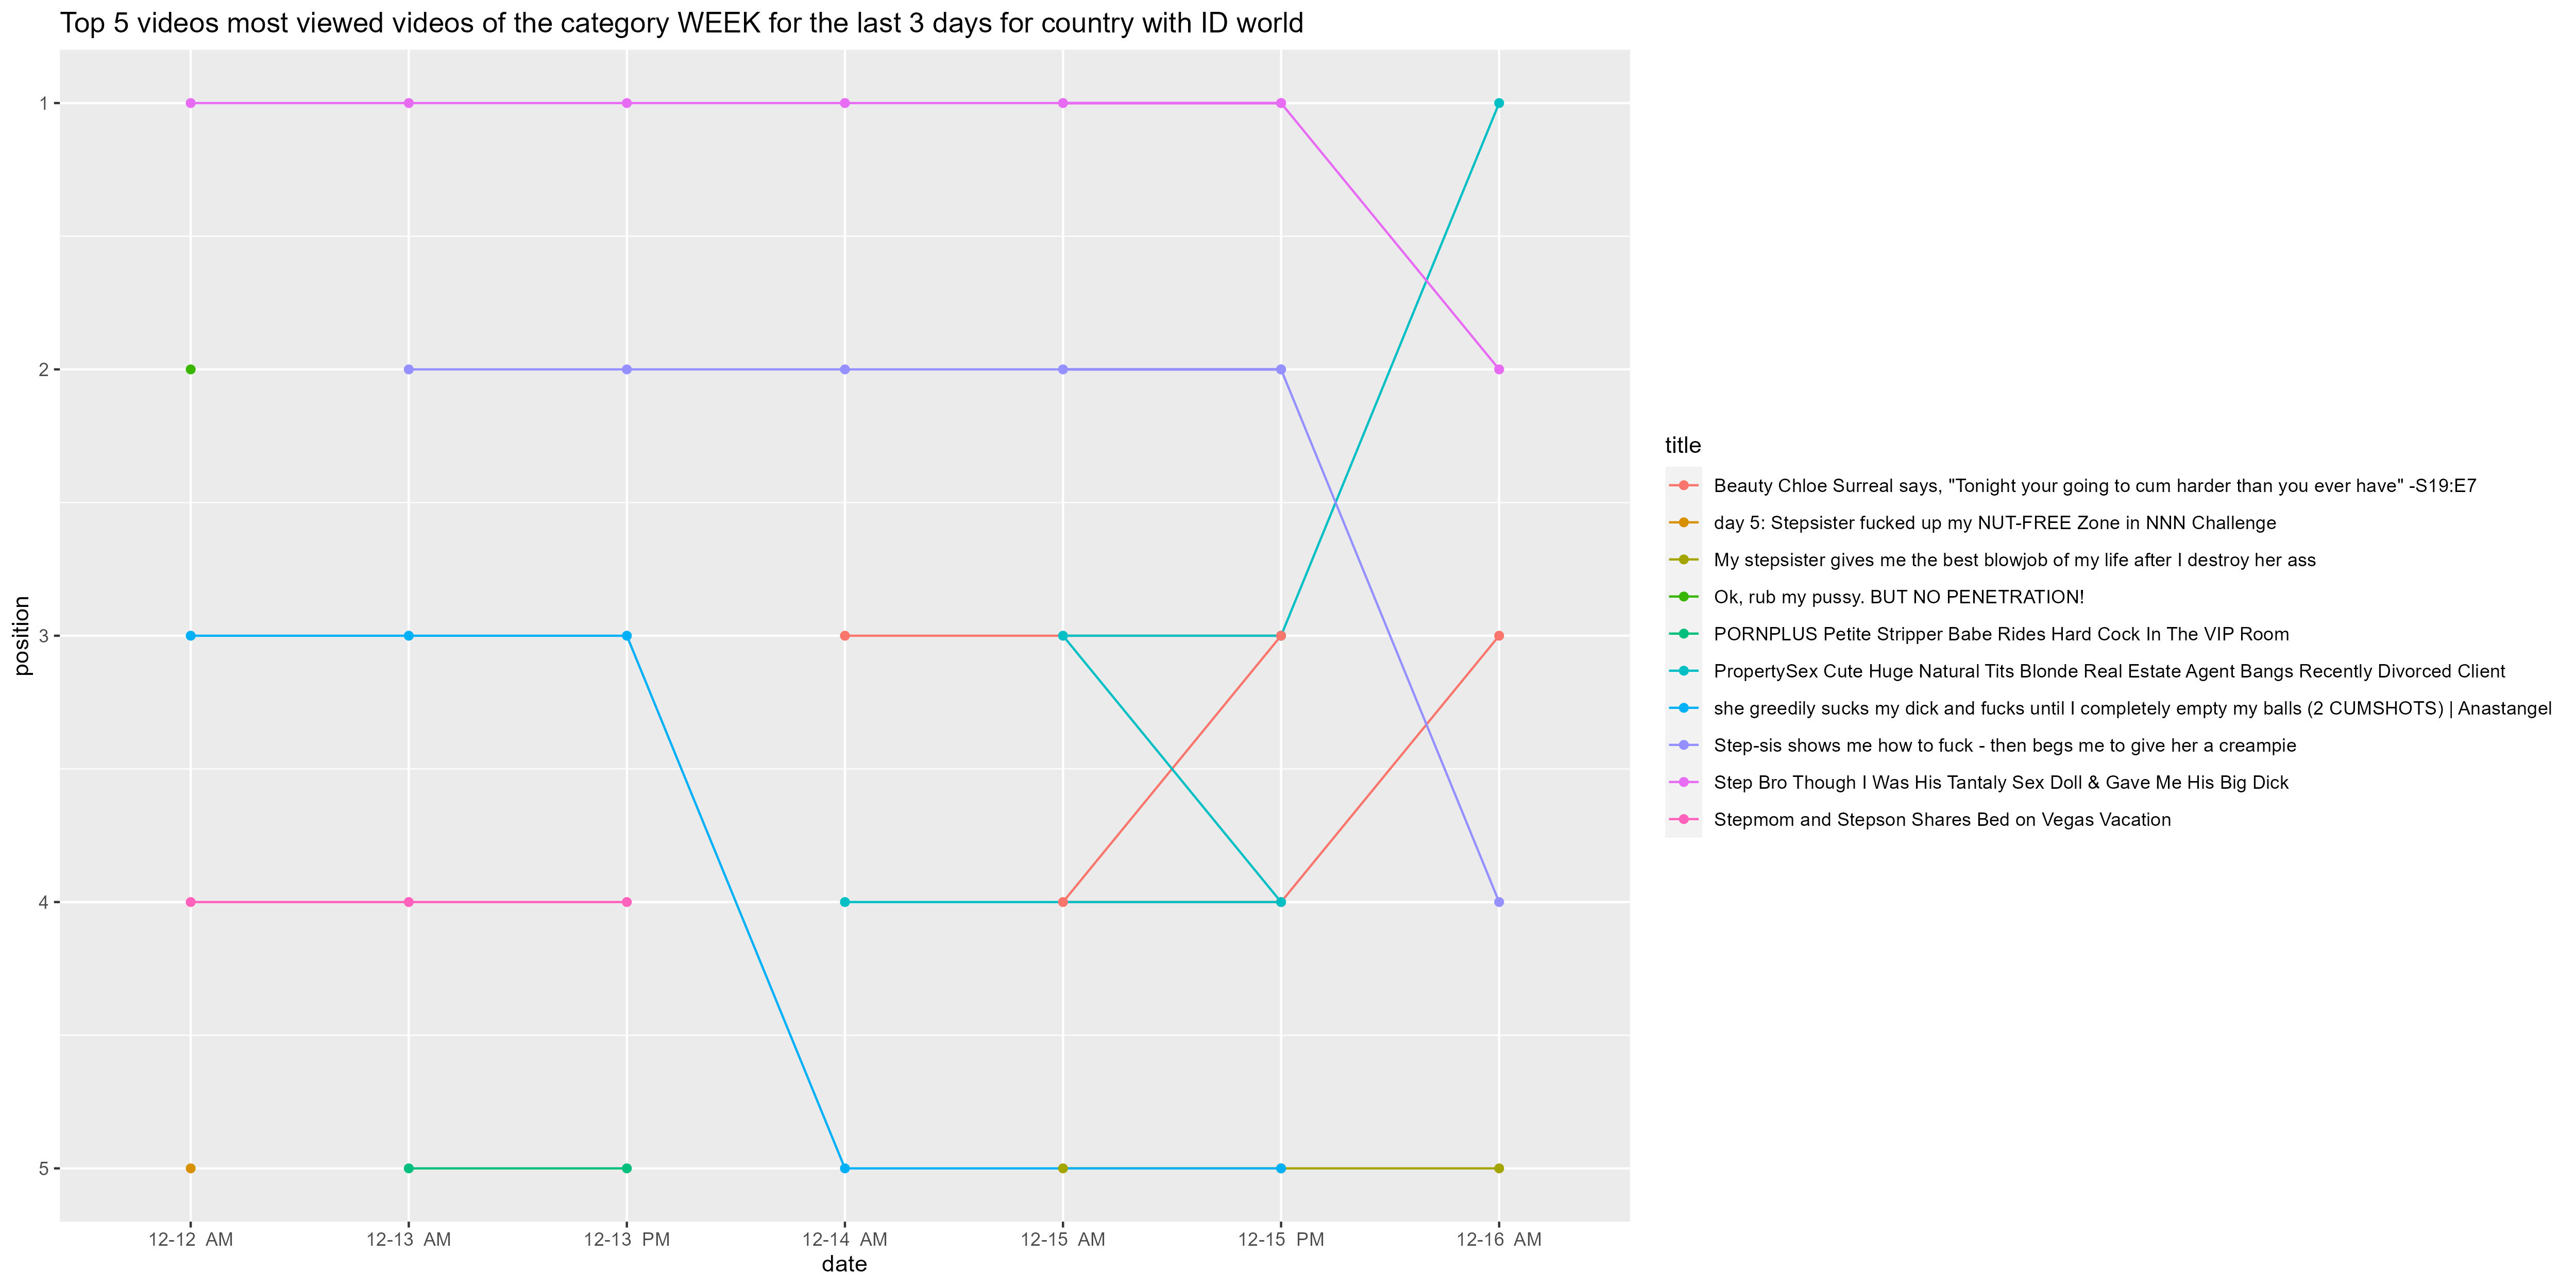 Top 5 videos most viewed videos of the category WEEK for the last 3 days for country with ID world
position
1
2
3
4
5
12-12 AM
12-13 AM
12-13 PM
12-14 AM
12-15 AM
12-15 PM
12-16 AM
date
title
Beauty Chloe Surreal says, "Tonight your going to cum harder than you ever have" -S19:E7
day 5: Stepsister fucked up my NUT-FREE Zone in NNN Challenge
My stepsister gives me the best blowjob of my life after I destroy her ass
Ok, rub my pussy. BUT NO PENETRATION!
PORNPLUS Petite Stripper Babe Rides Hard Cock In The VIP Room
PropertySex Cute Huge Natural Tits Blonde Real Estate Agent Bangs Recently Divorced Client
she greedily sucks my dick and fucks until I completely empty my balls (2 CUMSHOTS) | Anastangel
Step-sis shows me how to fuck - then begs me to give her a creampie
Step Bro Though I Was His Tantaly Sex Doll & Gave Me His Big Dick
Stepmom and Stepson Shares Bed on Vegas Vacation